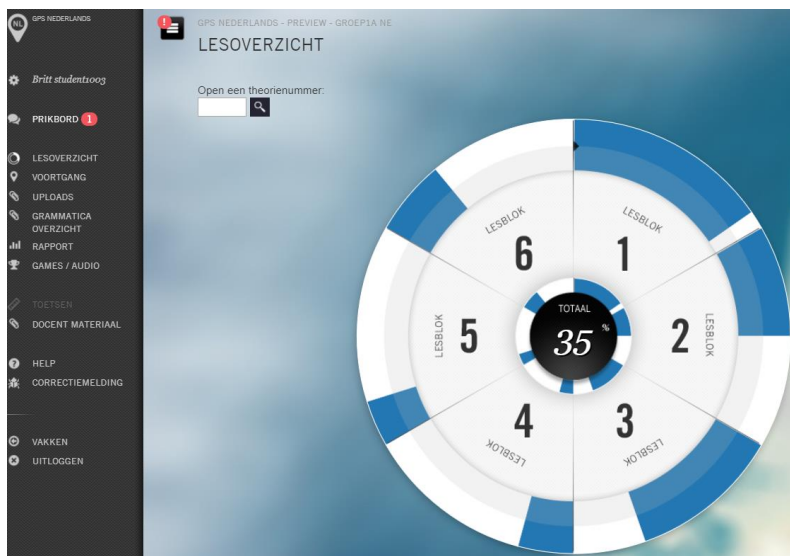 NL
GPS NEDERLANDS
Britt student1003
PRIKBORD 1
LESOVERZICHT
VOORTGANG
UPLOADS
GRAMMATICA
OVERZICHT
RAPPORT
GAMES / AUDIO
TOETSEN
DOCENT MATERIAAL
HELP
CORRECTIEMELDING
VAKKEN
UITLOGGEN
!
GPS NEDERLANDS - PREVIEW - GROEP1A NE
LESOVERZICHT
Open een theorienummer:
LESBLOK
1
LESBLOK
2
LESBLOK
3
LESBLOK
4
LESBLOK
5
LESBLOK
6
TOTAAL
35 %